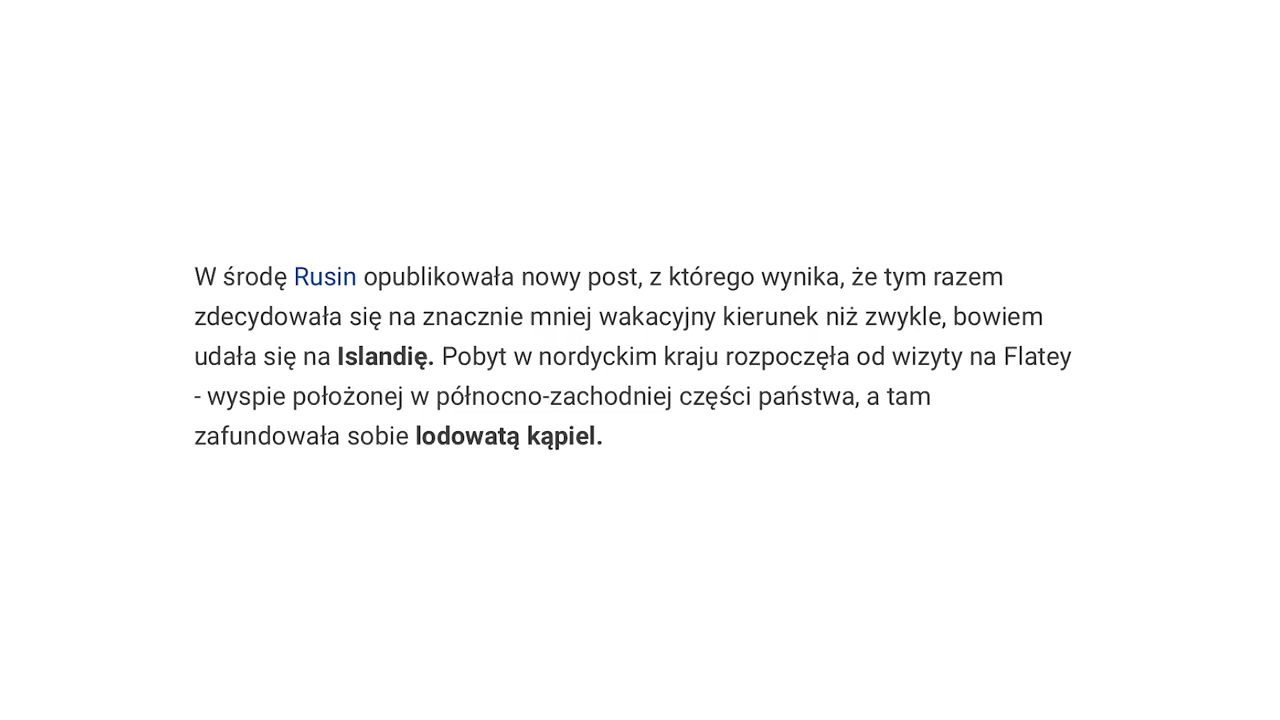 W środę Rusin opublikowała nowy post, z którego wynika, że tym razem
zdecydowała się na znacznie mniej wakacyjny kierunek niż zwykle, bowiem
udała się na Islandię. Pobyt w nordyckim kraju rozpoczęła od wizyty na Flatey
- wyspie położonej w północno-zachodniej części państwa, a tam
zafundowała sobie lodowatą kąpiel.